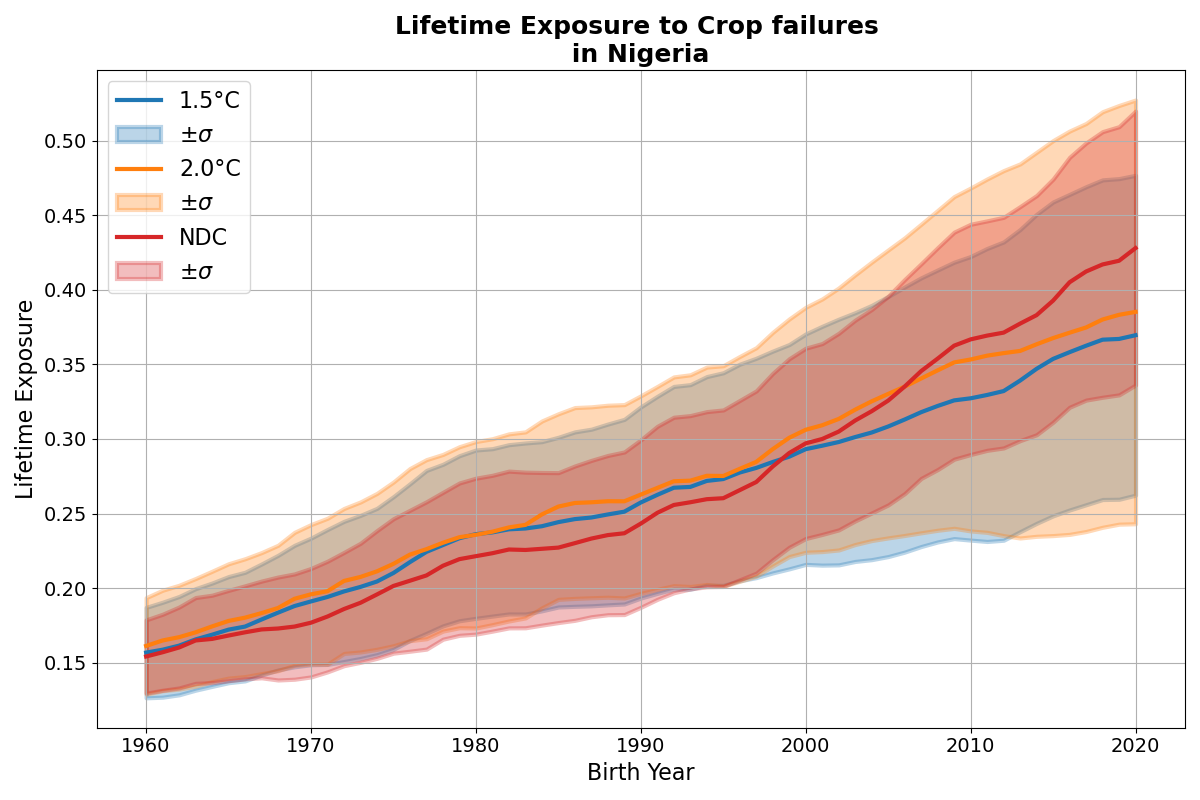 Lifetime Exposure to Crop failures
in Nigeria
1.5°C
±σ
2.0°C
±σ
NDC
±σ
Lifetime Exposure
0.50
0.45
0.40
0.35
0.30
0.25
0.20
0.15
1960 1970 1980 1990 2000 2010 2020
Birth Year